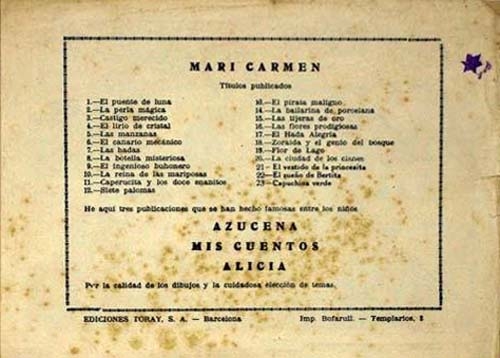 MARI CARMEN
Títulos publicados
1.—El puente de luna
2.—La perla mágica
3.—Castigo merecido
4.—El lirio de cristal
5.—Las manzanas
6.—El canario mecánico
7.—Las hadas
8.—La botella misteriosa
9.—El ingenioso buhonero
10.—La reina de las mariposas
11.—Caperucita y los doce enanitos
12.—Siete palomas
13.—El pirata maligno
14.—La bailarina de porcelana
15.—Las tijeras de oro
16.—Las flores prodigiosas
17.—El Hada Alegría
18.—Zoraida y el genio del bosque
19.—Flor de Lago
20.—La ciudad de los cisnes
21—El vestido de la princesita
22—El sueño de Bertita
23—Capuchina verde
He aquí tres publicaciones que se han hecho famosas entre los niños
AZUCENA
MIS CUENTOS
ALICIA
Por la calidad de los dibujos y la cuidadosa elección de temas.
EDICIONES TORAY, S. A. — Barcelona
Imp. Bofarull. — Templarios, 8